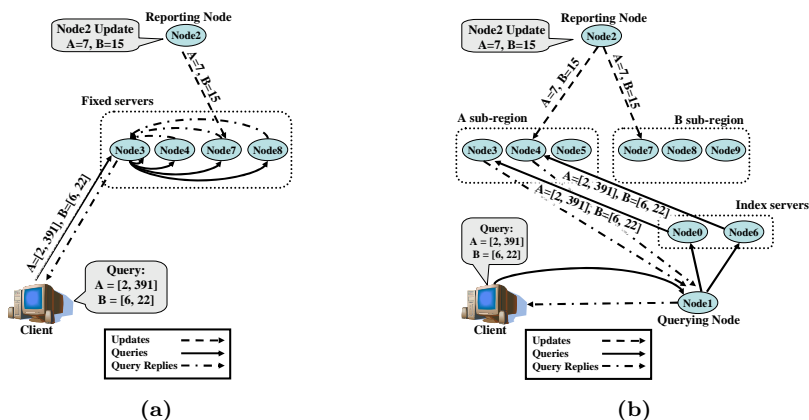 Reporting Node
Node2 Update
A=7, B=15
Node2
A=7, B=15
Fixed servers
Node3
Node4
Node7
Node8
A=[2, 391], B=[6, 22]
Query:
A = [2, 391]
B = [6, 22]
Client
Updates
Queries
Query Replies
(a)
Reporting Node
Node2 Update
A=7, B=15
Node2
A=7, B=15
A=7, B=15
A sub-region
B sub-region
Node3
Node4
Node5
Node7
Node8
Node9
A=[2, 391], B=[6, 22]
A=[2, 391], B=[6, 22]
Index servers
Node0
Node6
Query:
A = [2, 391]
B = [6, 22]
Client
Node1
Querying Node
Updates
Queries
Query Replies
(b)